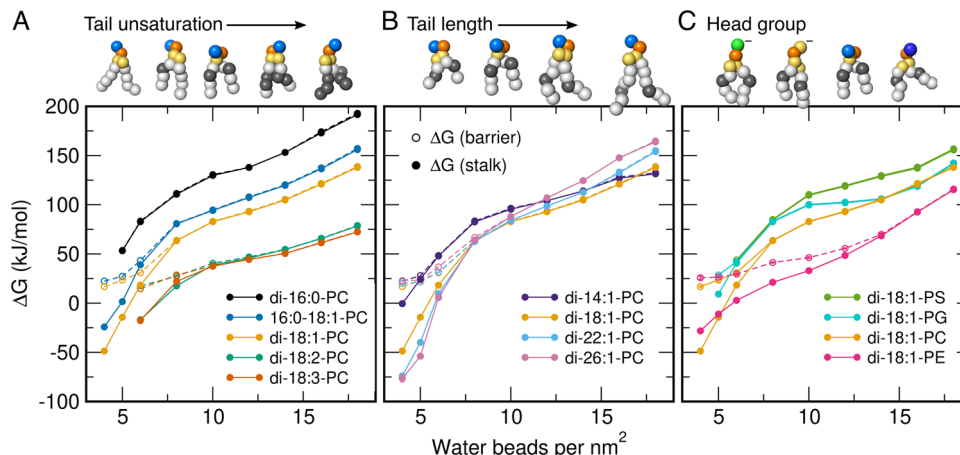 A Tail unsaturation
B Tail length
C Head group
– –
200
150
100
50
0
-50
-100
ΔG (kJ/mol)
di-16:0-PC
16:0-18:1-PC
di-18:1-PC
di-18:2-PC
di-18:3-PC
5 10 15
ΔG (barrier)
ΔG (stalk)
di-14:1-PC
di-18:1-PC
di-22:1-PC
di-26:1-PC
5 10 15
di-18:1-PS
di-18:1-PG
di-18:1-PC
di-18:1-PE
5 10 15
Water beads per nm²